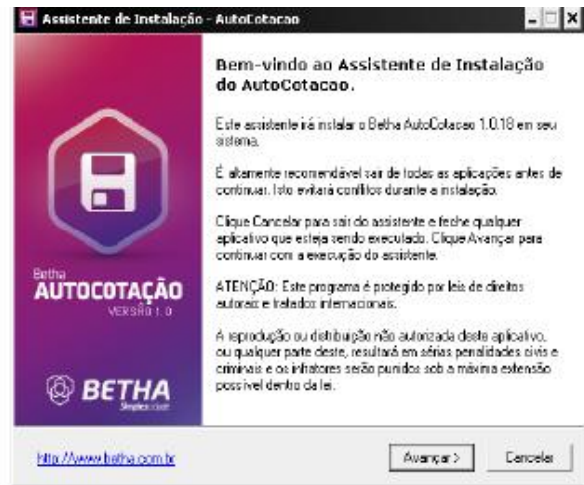 Assistente de Instalação - AutoCotacao
Bem-vindo ao Assistente de Instalação
do AutoCotacao.
Este assistente irá instalar o Betha AutoCotacao 1.0.18 em seu
sistema.
É altamente recomendável sair de todas as aplicações antes de
continuar. Isto evitará conflitos durante a instalação.
Clique Cancelar para sair do assistente e feche qualquer
aplicativo que esteja sendo executado. Clique Avançar para
continuar com a execução do assistente.
ATENÇÃO: Este programa é protegido por leis de direitos
autorais e tratados internacionais.
A reprodução ou distribuição não autorizada deste aplicativo,
ou qualquer parte deste, resultará em sérias penalidades civis e
criminais e os infratores serão punidos sob a máxima extensão
possível dentro da lei.
Betha
AUTOCOTAÇÃO
VERSÃO 1.0
BETHA
http://www.betha.com.br
Avançar >
Cancelar